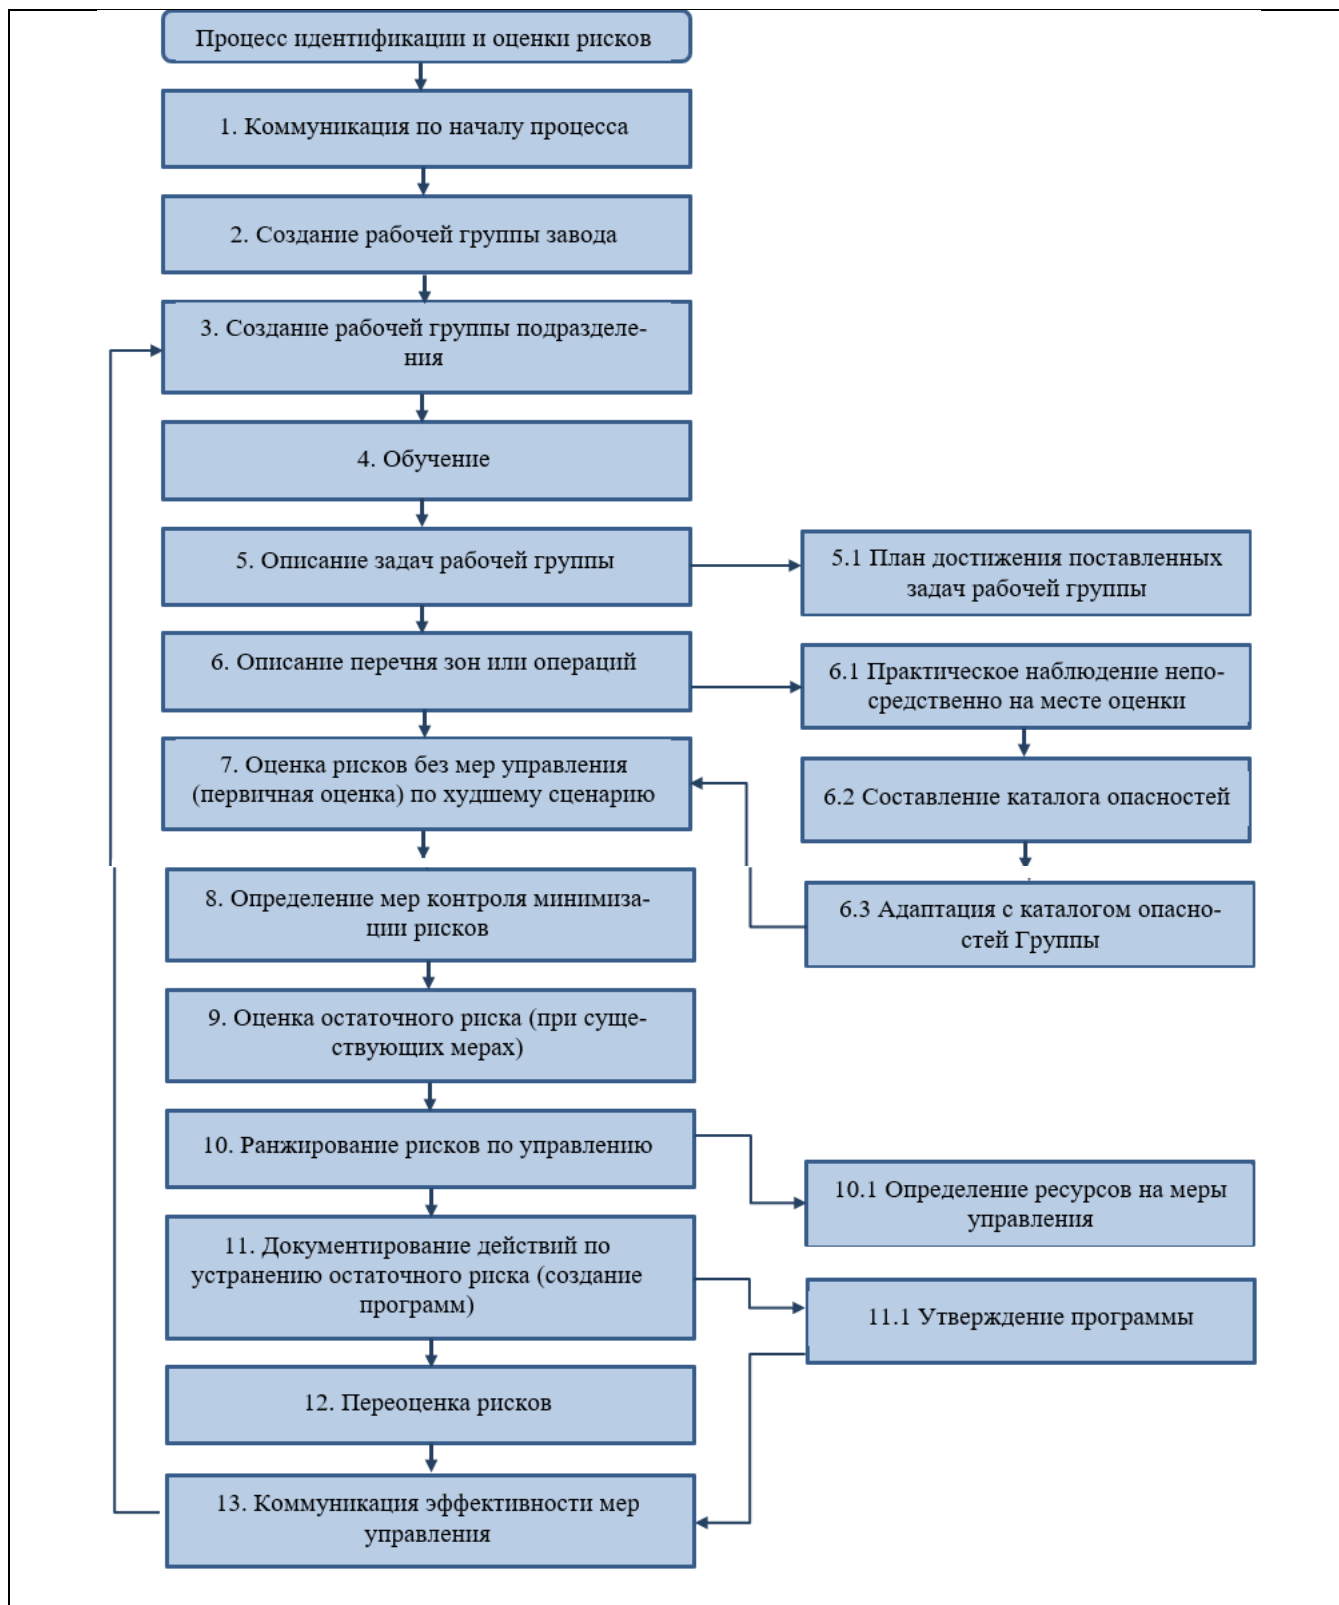 Процесс идентификации и оценки рисков
1. Коммуникация по началу процесса
2. Создание рабочей группы завода
3. Создание рабочей группы подразделе-
ния
4. Обучение
5. Описание задач рабочей группы
5.1 План достижения поставленных
задач рабочей группы
6. Описание перечня зон или операций
6.1 Практическое наблюдение непо-
средственно на месте оценки
7. Оценка рисков без мер управления
(первичная оценка) по худшему сценарию
6.2 Составление каталога опасностей
6.3 Адаптация с каталогом опасно-
стей Группы
8. Определение мер контроля минимиза-
ции рисков
9. Оценка остаточного риска (при суще-
ствующих мерах)
10. Ранжирование рисков по управлению
10.1 Определение ресурсов на меры
управления
11. Документирование действий по
устранению остаточного риска (создание
программ)
11.1 Утверждение программы
12. Переоценка рисков
13. Коммуникация эффективности мер
управления